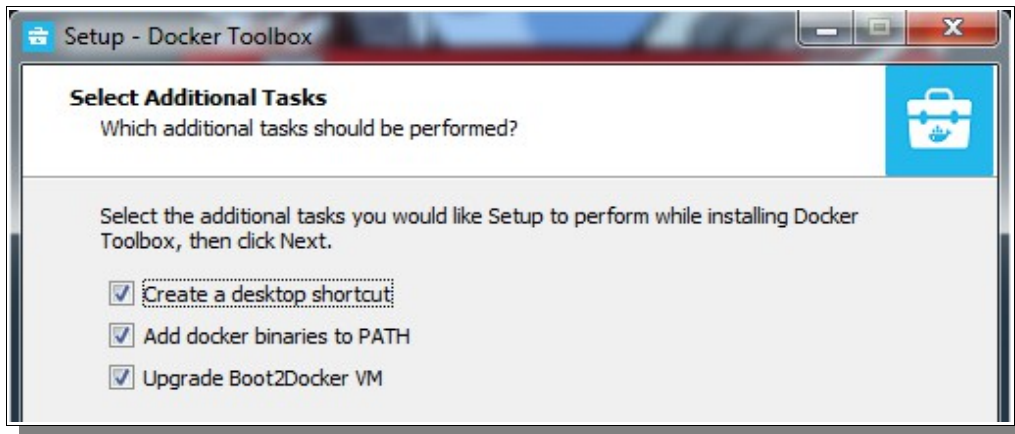 Setup - Docker Toolbox
Select Additional Tasks
Which additional tasks should be performed?
Select the additional tasks you would like Setup to perform while installing Docker
Toolbox, then click Next.
Create a desktop shortcut
Add docker binaries to PATH
Upgrade Boot2Docker VM